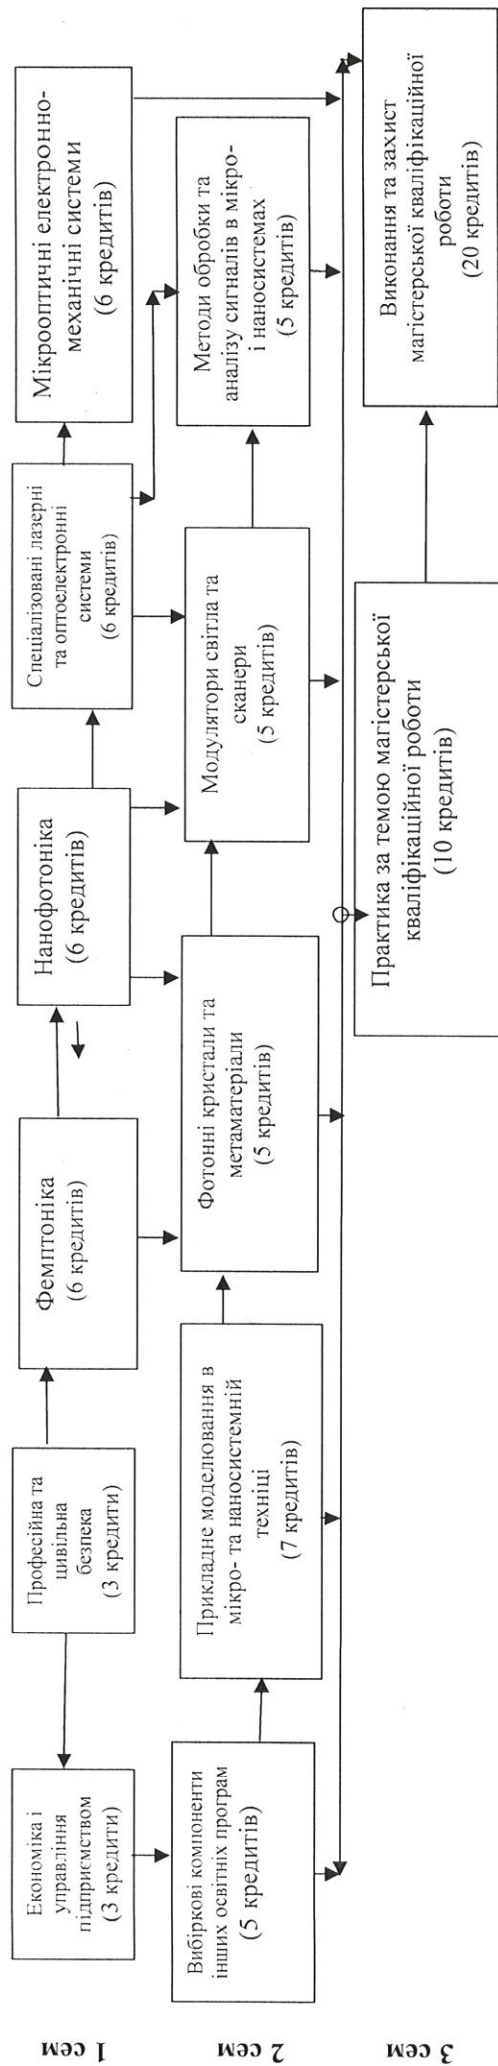 1 сем
Економіка і
управління
підприємством
(3 кредити)
Професійна та
цивільна
безпека
(3 кредити)
Фемптоніка
(6 кредитів)
Нанофотоніка
(6 кредитів)
Спеціалізовані лазерні
та оптоелектронні
системи
(6 кредитів)
Мікрооптичні електронно-
механічні системи
(6 кредитів)
2 сем
Вибіркові компоненти
інших освітніх програм
(5 кредитів)
Прикладне моделювання в
мікро- та наносистемній
техніці
(7 кредитів)
Фотонні кристали та
метаматеріали
(5 кредитів)
Модулятори світла та
сканери
(5 кредитів)
Методи обробки та
аналізу сигналів в мікро-
і наносистемах
(5 кредитів)
3 сем
Практика за темою магістерської
кваліфікаційної роботи
(10 кредитів)
Виконання та захист
магістерської кваліфікаційної
роботи
(20 кредитів)